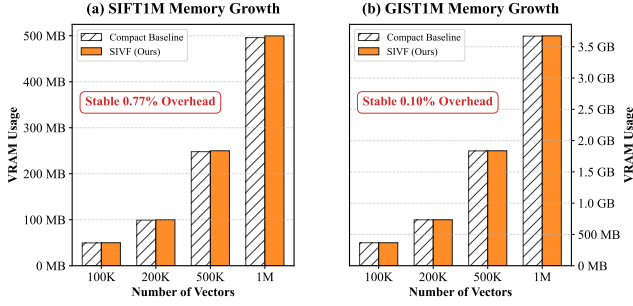 (a) SIFT1M Memory Growth
500 MB
400 MB
300 MB
200 MB
100 MB
0 MB
VRAM Usage
Compact Baseline
SIVF (Ours)
Stable 0.77% Overhead
100K
200K
500K
1M
Number of Vectors
(b) GIST1M Memory Growth
Compact Baseline
SIVF (Ours)
Stable 0.10% Overhead
3.5 GB
3.0 GB
2.5 GB
2.0 GB
1.5 GB
1.0 GB
500 MB
0 MB
VRAM Usage
100K
200K
500K
1M
Number of Vectors